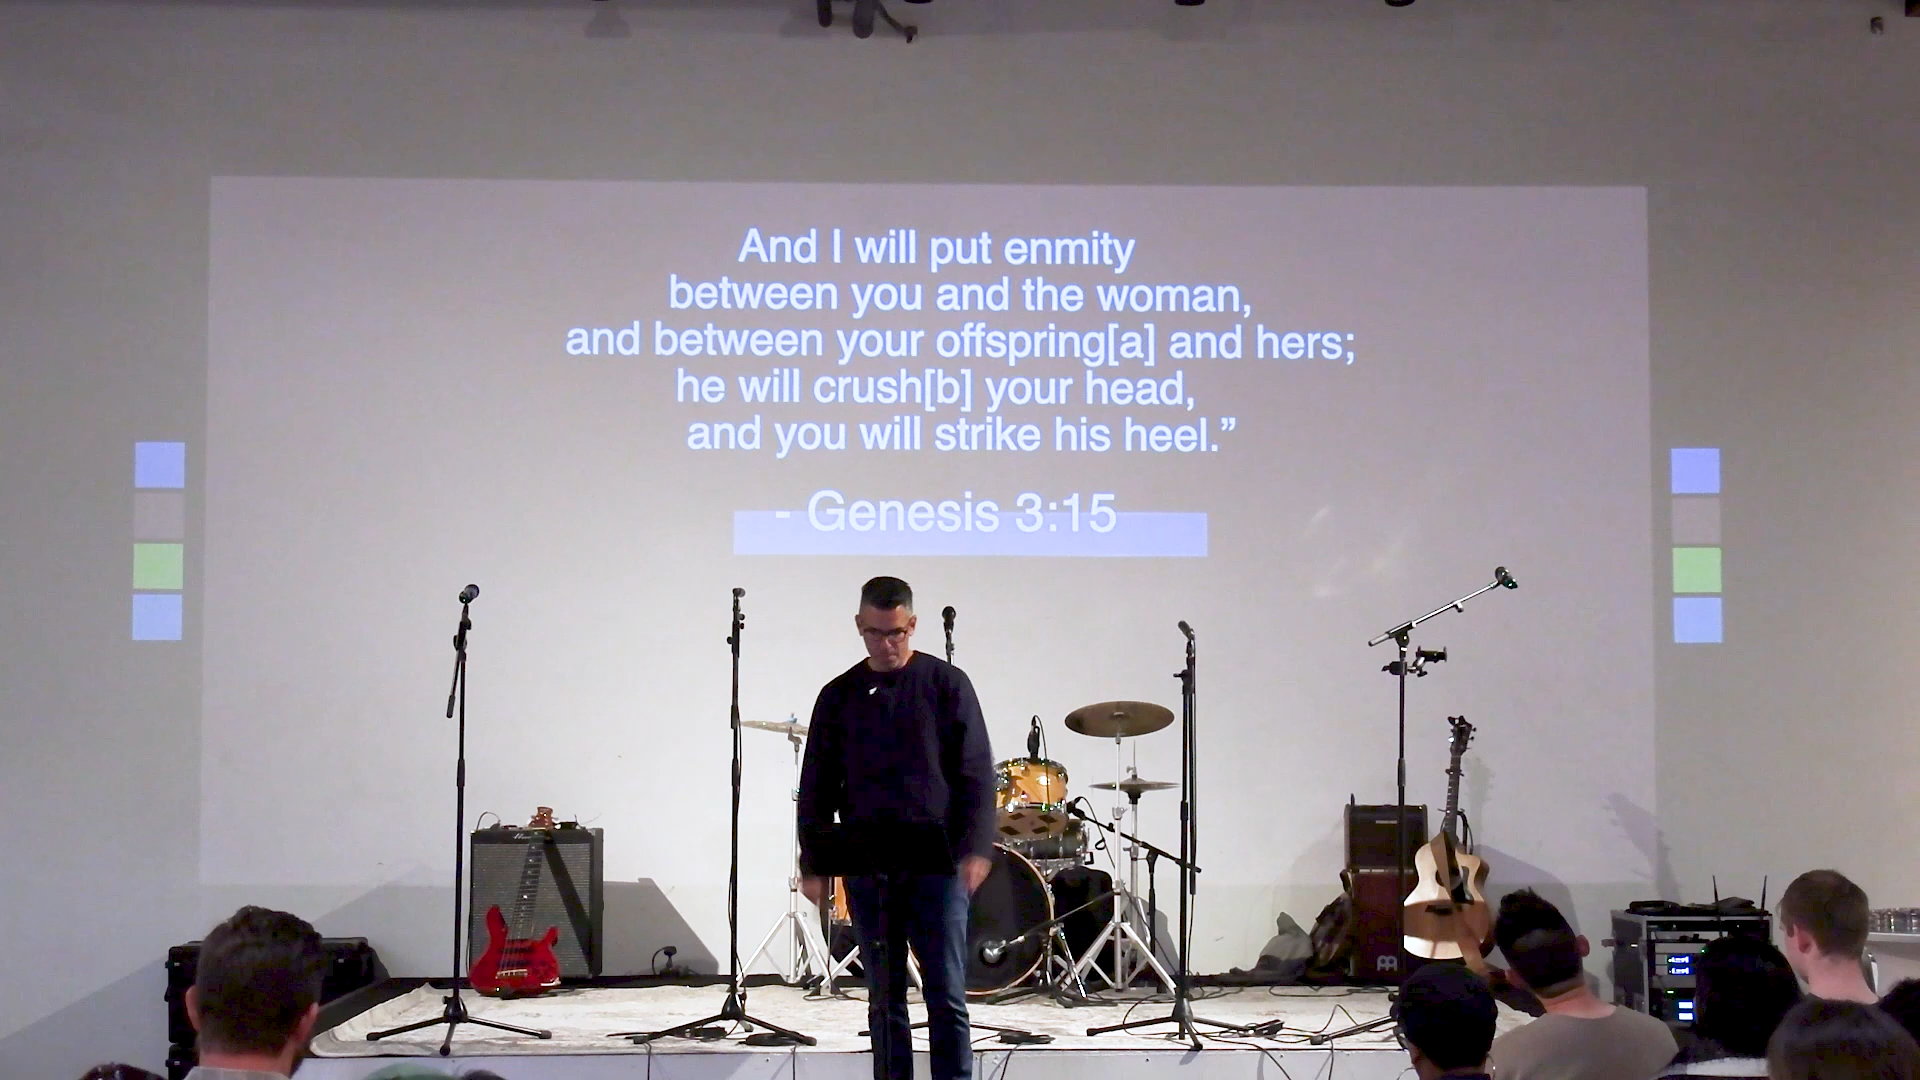 And I will put enmity
between you and the woman,
and between your offspring[a] and hers;
he will crush[b] your head,
and you will strike his heel.”
- Genesis 3:15